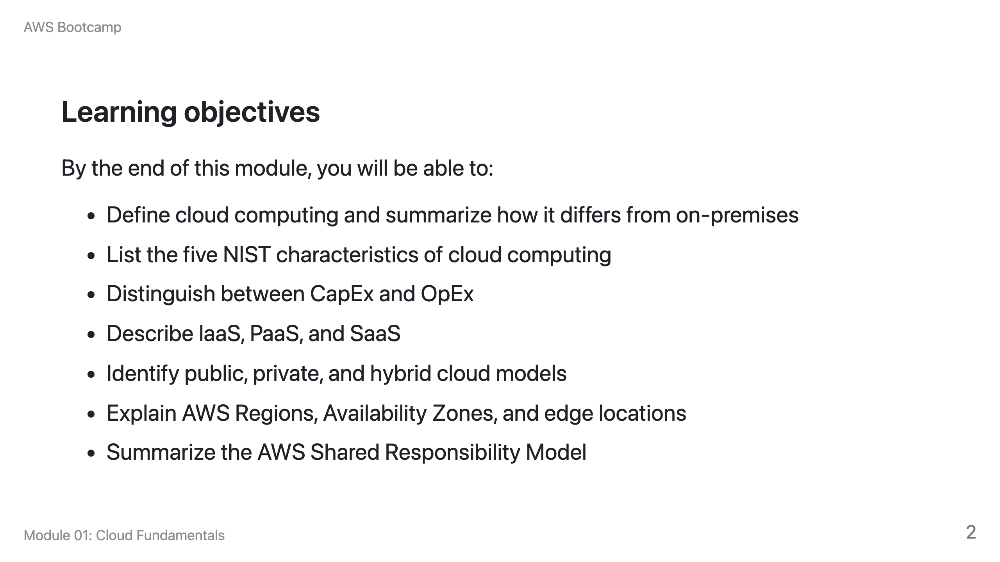 AWS Bootcamp
Learning objectives
By the end of this module, you will be able to:
• Define cloud computing and summarize how it differs from on-premises
• List the five NIST characteristics of cloud computing
• Distinguish between CapEx and OpEx
• Describe IaaS, PaaS, and SaaS
• Identify public, private, and hybrid cloud models
• Explain AWS Regions, Availability Zones, and edge locations
• Summarize the AWS Shared Responsibility Model
Module 01: Cloud Fundamentals
2